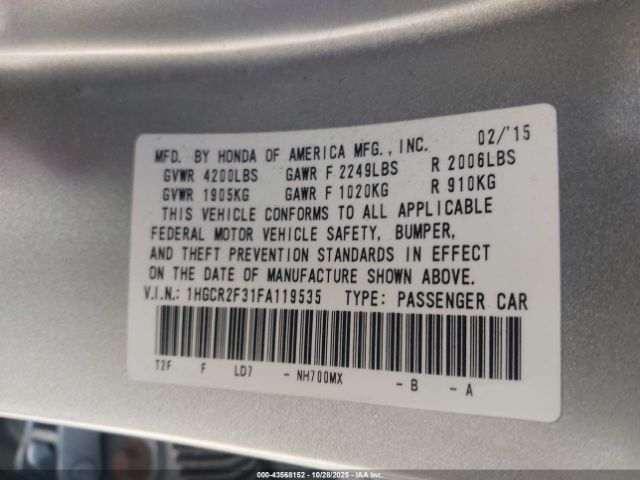 MFD. BY HONDA OF AMERICA MFG., INC. 02/'15
GVWR 4200LBS GAWR F 2249LBS R 2006LBS
GVWR 1905KG GAWR F 1020KG R 910KG
THIS VEHICLE CONFORMS TO ALL APPLICABLE
FEDERAL MOTOR VEHICLE SAFETY, BUMPER,
AND THEFT PREVENTION STANDARDS IN EFFECT
ON THE DATE OF MANUFACTURE SHOWN ABOVE.
V.I.N.: 1HGCR2F31FA119535 TYPE: PASSENGER CAR
T2F F LD7 - NH700MX - B - A
000-43568152 - 10/28/2025 - IAAI.com